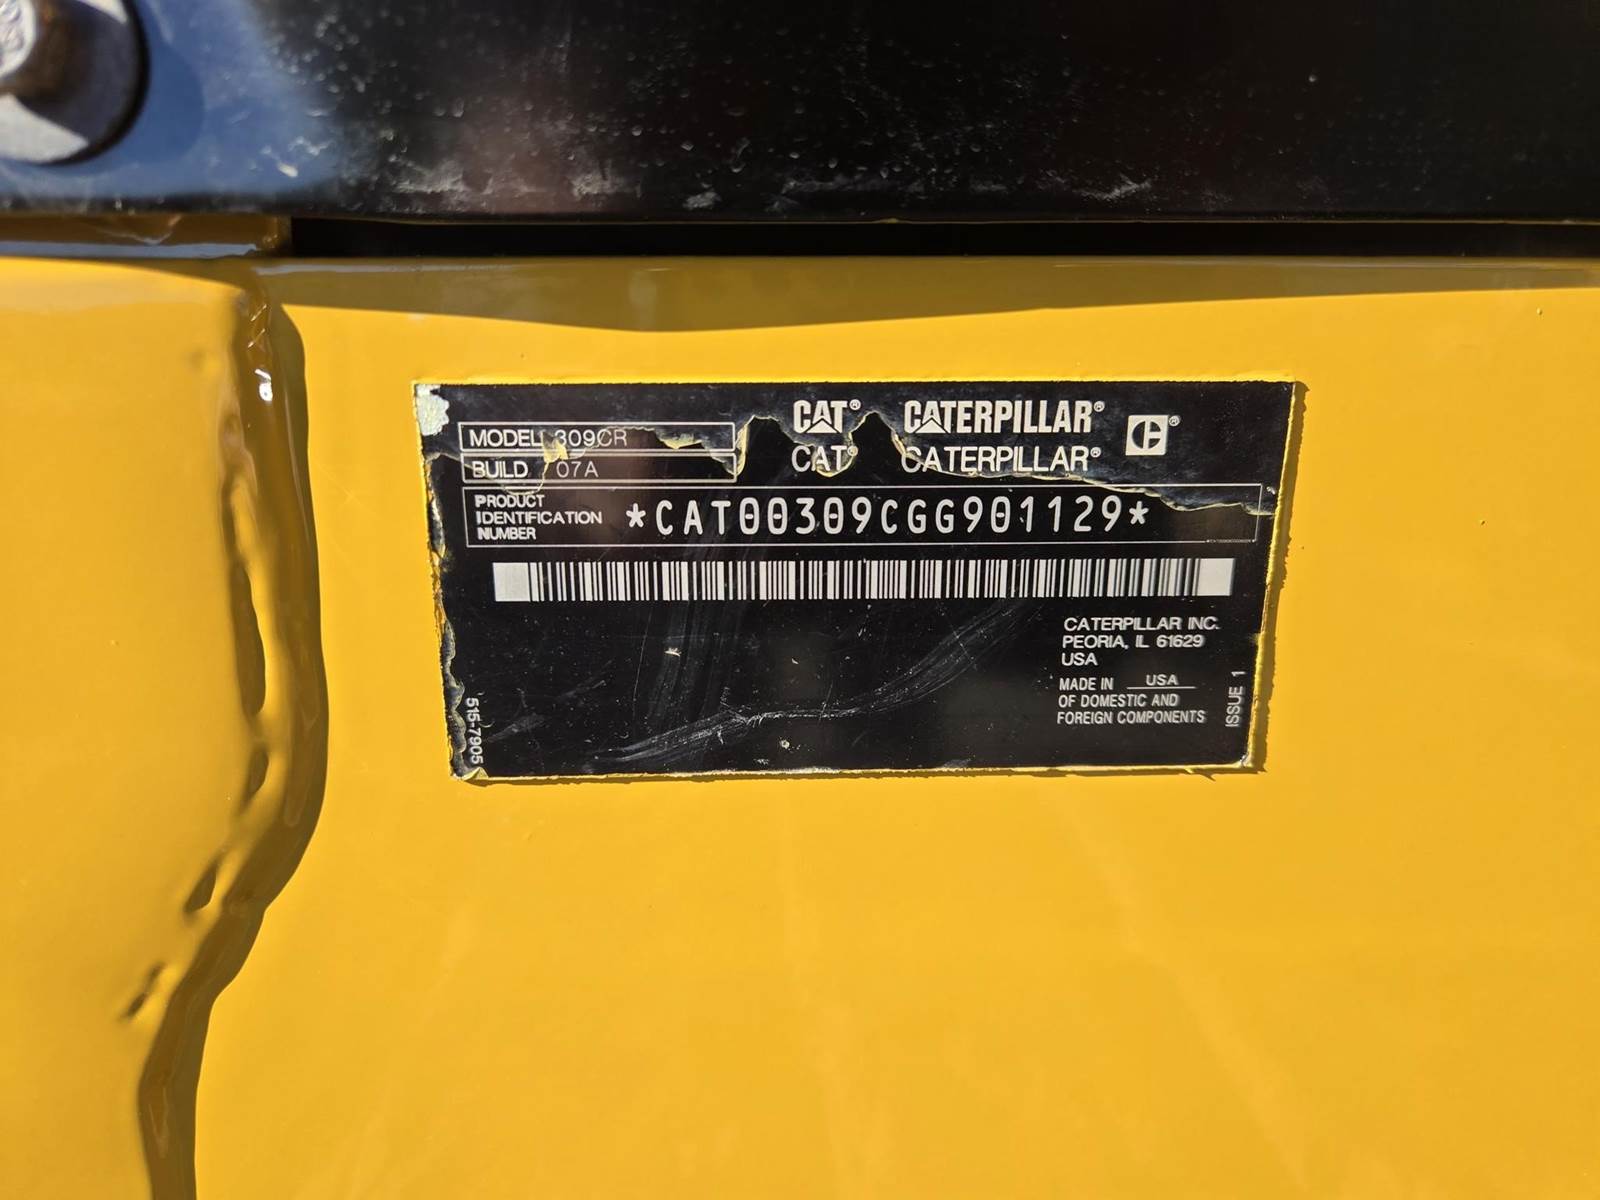 CAT® CATERPILLAR® ®
MODEL 309CR
CAT® CATERPILLAR®
BUILD 07A
PRODUCT
IDENTIFICATION
NUMBER
*CAT00309CGG901129*
CATERPILLAR INC.
PEORIA, IL 61629
USA
MADE IN USA
OF DOMESTIC AND
FOREIGN COMPONENTS
515-7905
ISSUE 1